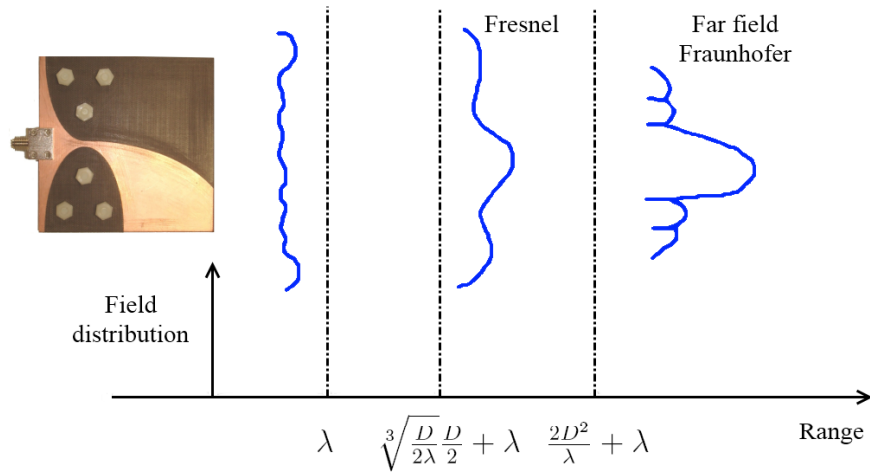 Fresnel
Far field
Fraunhofer
Field
distribution
λ
∛(D/2λ) D/2 + λ
2D²/λ + λ
Range